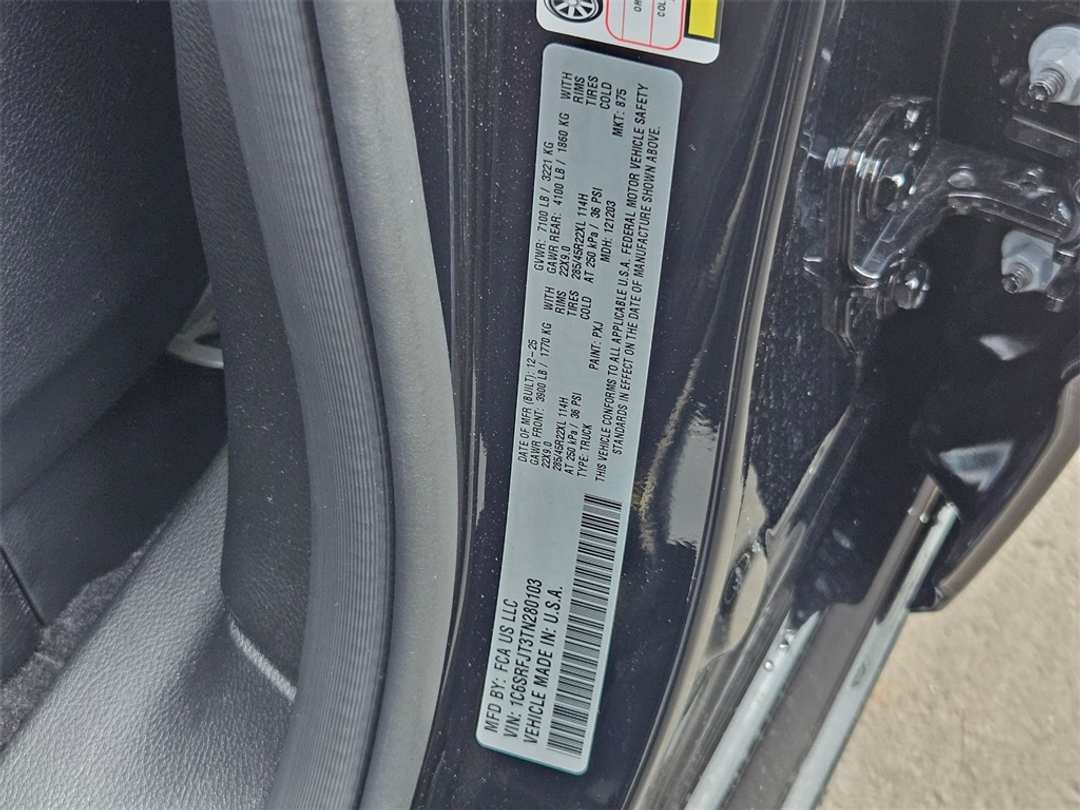 MFD BY: FCA US LLC
VIN: 1C6SRFJT3TN280103
VEHICLE MADE IN: U.S.A.
DATE OF MFR (BUILT): 12-25 GVWR: 7100 LB / 3221 KG
GAWR FRONT: 3900 LB / 1770 KG WITH GAWR REAR: 4100 LB / 1860 KG WITH
22X9.0 RIMS 22X9.0 RIMS
285/45R22XL 114H TIRES 285/45R22XL 114H TIRES
AT 250 kPa / 36 PSI COLD AT 250 kPa / 36 PSI COLD
TYPE: TRUCK PAINT: PXJ MDH: 121203 MKT: 875
THIS VEHICLE CONFORMS TO ALL APPLICABLE U.S.A. FEDERAL MOTOR VEHICLE SAFETY
STANDARDS IN EFFECT ON THE DATE OF MANUFACTURE SHOWN ABOVE.